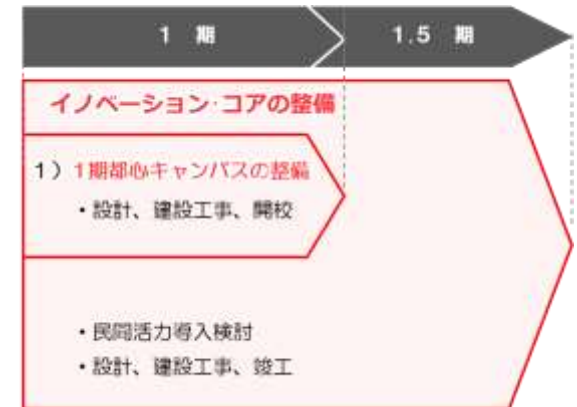 1 期
1.5 期
イノベーション・コアの整備
1）1期都心キャンパスの整備
・設計、建設工事、開校
・民間活力導入検討
・設計、建設工事、竣工